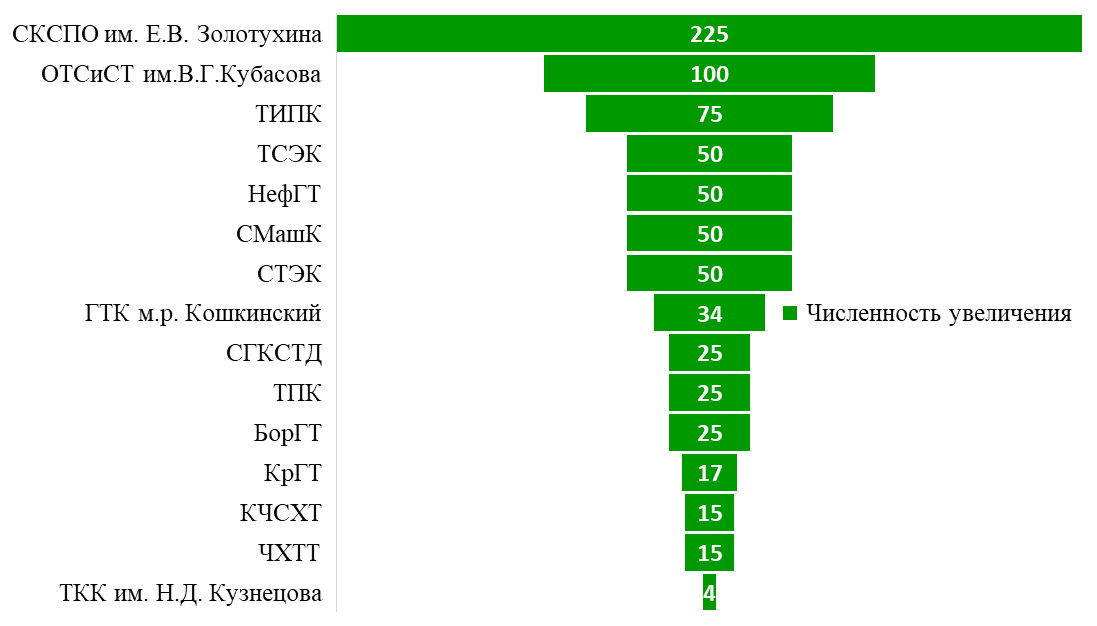 СКСПО им. Е.В. Золотухина 225
ОТСиСТ им.В.Г.Кубасова 100
ТИПК 75
ТСЭК 50
НефГТ 50
СМашК 50
СТЭК 50
ГТК м.р. Кошкинский 34 Численность увеличения
СГКСТД 25
ТПК 25
БорГТ 25
КрГТ 17
КЧСХТ 15
ЧХТТ 15
ТКК им. Н.Д. Кузнецова 4